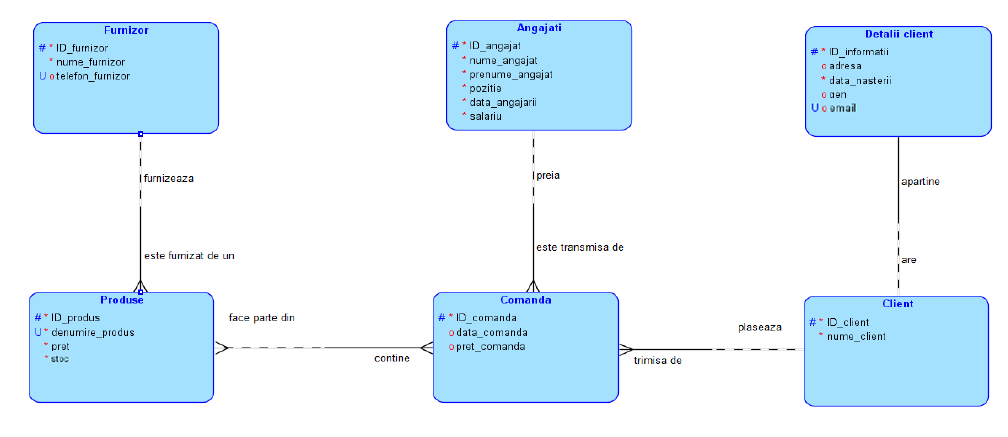 Furnizor
# * ID_furnizor
* nume_furnizor
U o telefon_furnizor
Angajati
# * ID_angajat
* nume_angajat
* prenume_angajat
* pozitie
* data_angajarii
* salariu
Detalii client
# * ID_informatii
o adresa
* data_nasterii
o gen
U o email
furnizeaza
este furnizat de un
preia
este transmisa de
apartine
are
Produse
# * ID_produs
U * denumire_produs
* pret
* stoc
face parte din
contine
Comanda
# * ID_comanda
o data_comanda
o pret_comanda
plaseaza
trimisa de
Client
# * ID_client
* nume_client